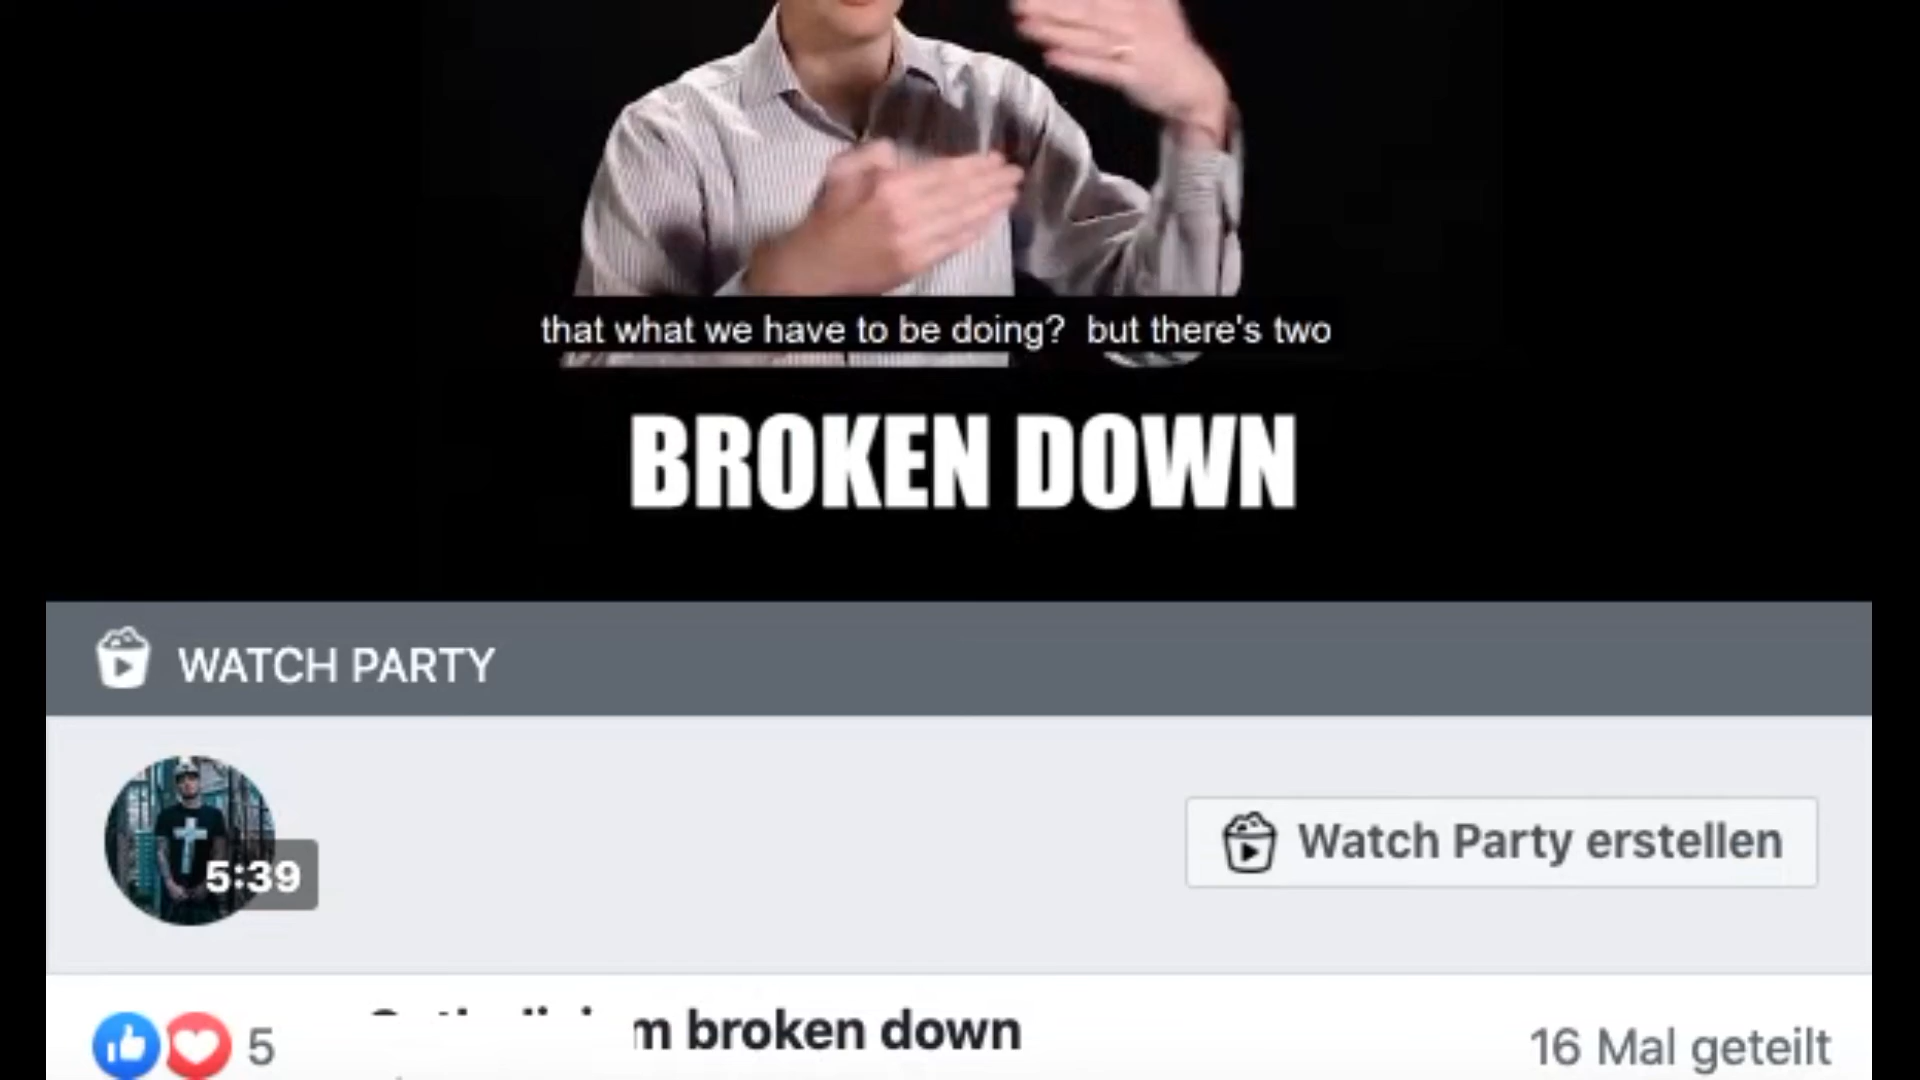 that what we have to be doing?  but there's two
BROKEN DOWN
WATCH PARTY
5:39
Watch Party erstellen
m broken down
5
16 Mal geteilt